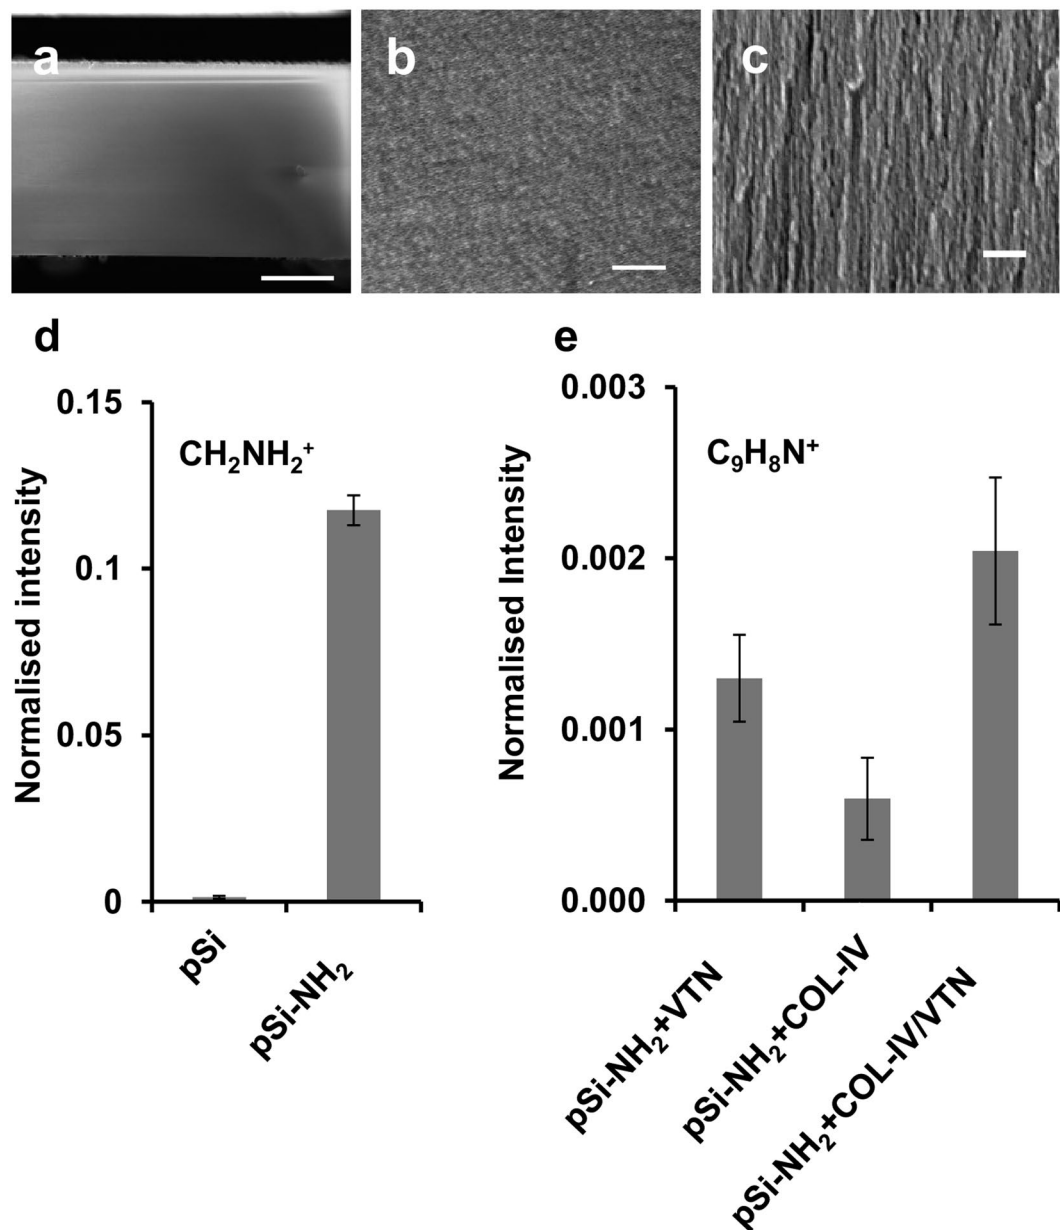 a
b
c
d
e
Normalised intensity
0.15
0.1
0.05
0
CH₂NH₂⁺
pSi
pSi-NH₂
Normalised Intensity
0.003
0.002
0.001
0.000
C₉H₈N⁺
pSi-NH₂+VTN
pSi-NH₂+COL-IV
pSi-NH₂+COL-IV/VTN